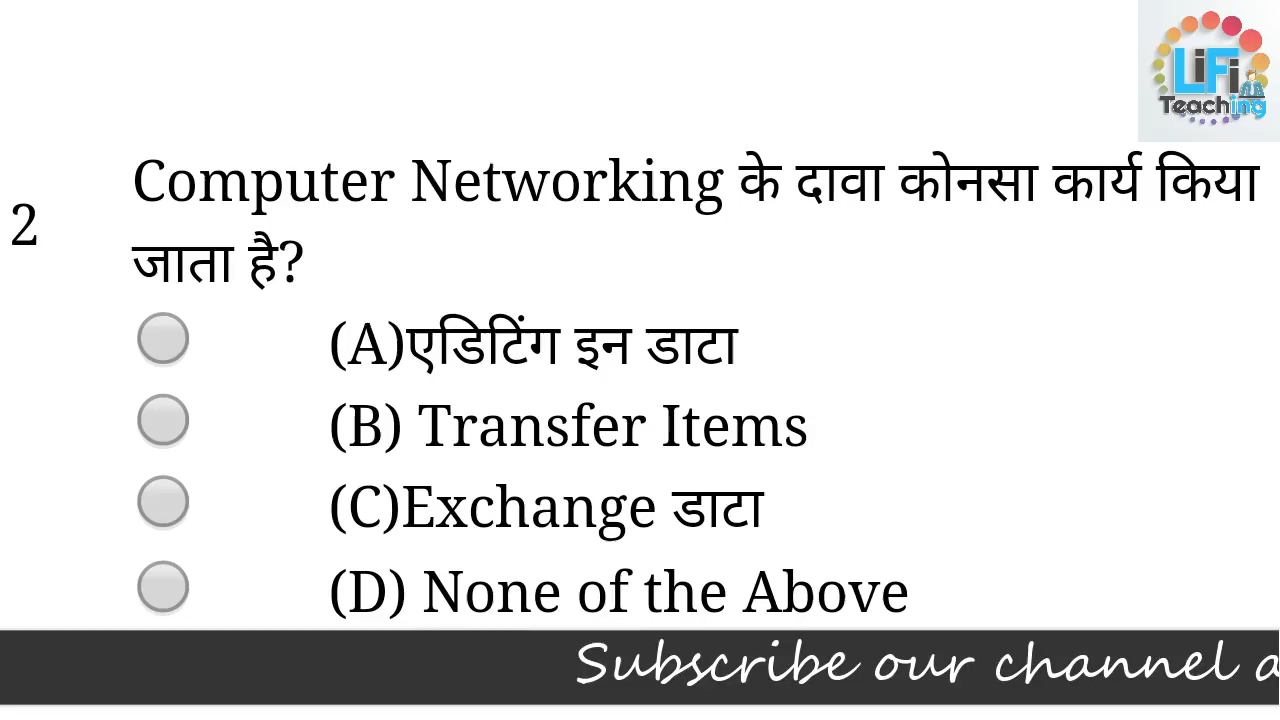 LiFi
Teaching
2
Computer Networking के दावा कोनसा कार्य किया
जाता है?
(A)एडिटिंग इन डाटा
(B) Transfer Items
(C)Exchange डाटा
(D) None of the Above
Subscribe our channel a